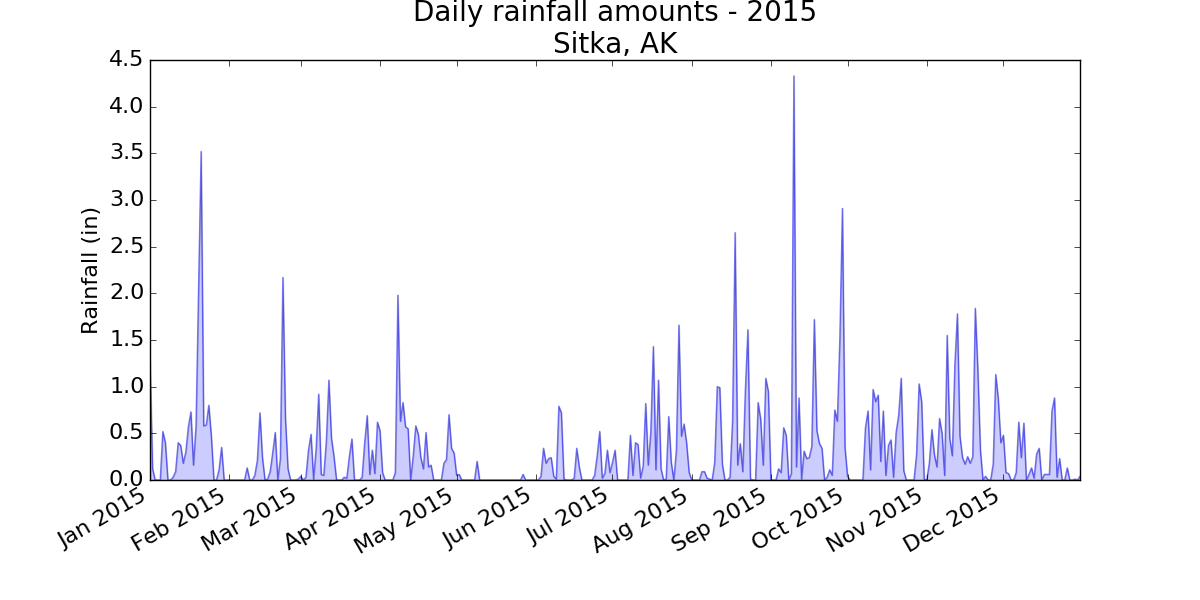 Daily rainfall amounts - 2015
Sitka, AK
Rainfall (in)
4.5
4.0
3.5
3.0
2.5
2.0
1.5
1.0
0.5
0.0
Jan 2015
Feb 2015
Mar 2015
Apr 2015
May 2015
Jun 2015
Jul 2015
Aug 2015
Sep 2015
Oct 2015
Nov 2015
Dec 2015